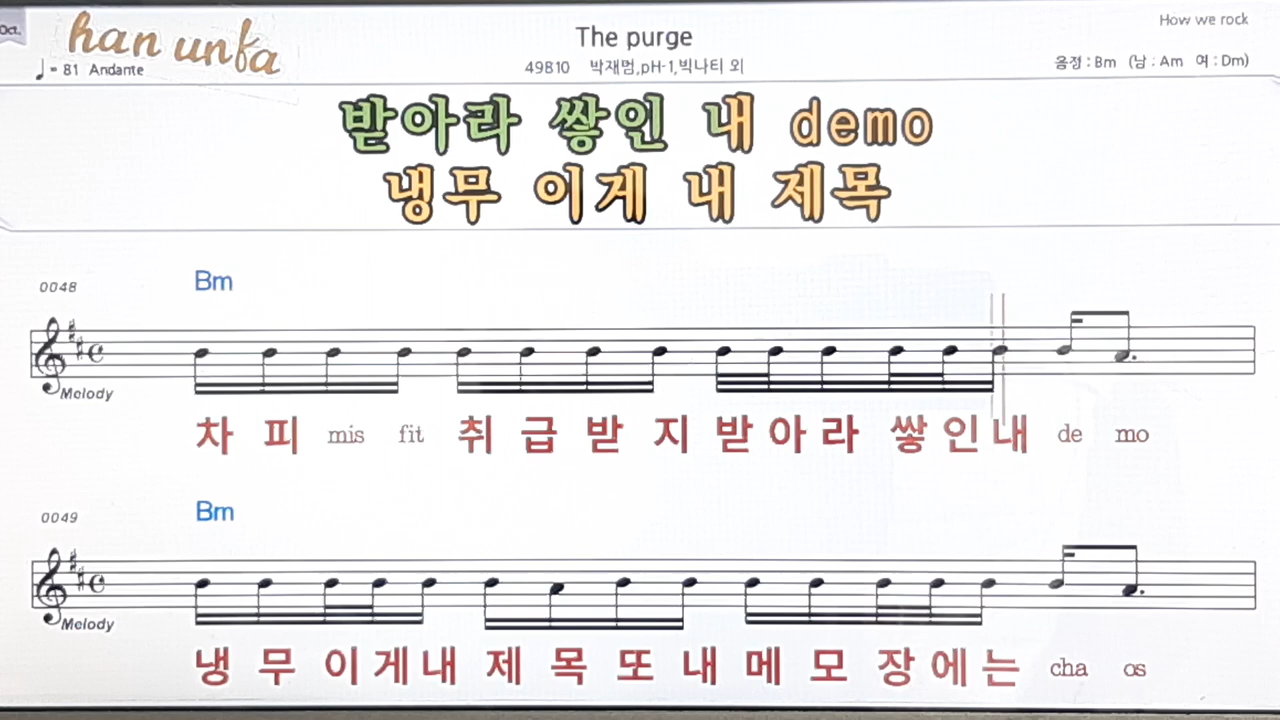 Oct.
han unfa
How we rock
The purge
♩= 81 Andante
49810 박재범,pH-1,빅나티 외
음정 : Bm (남 : Am 여 : Dm)
받아라 쌓인 내 demo
냉무 이게 내 제목
0048
Bm
Melody
차 피 mis fit 취 급 받 지 받 아 라 쌓 인 내 de mo
0049
Bm
Melody
냉 무 이 게 내 제 목 또 내 메 모 장 에 는 cha os